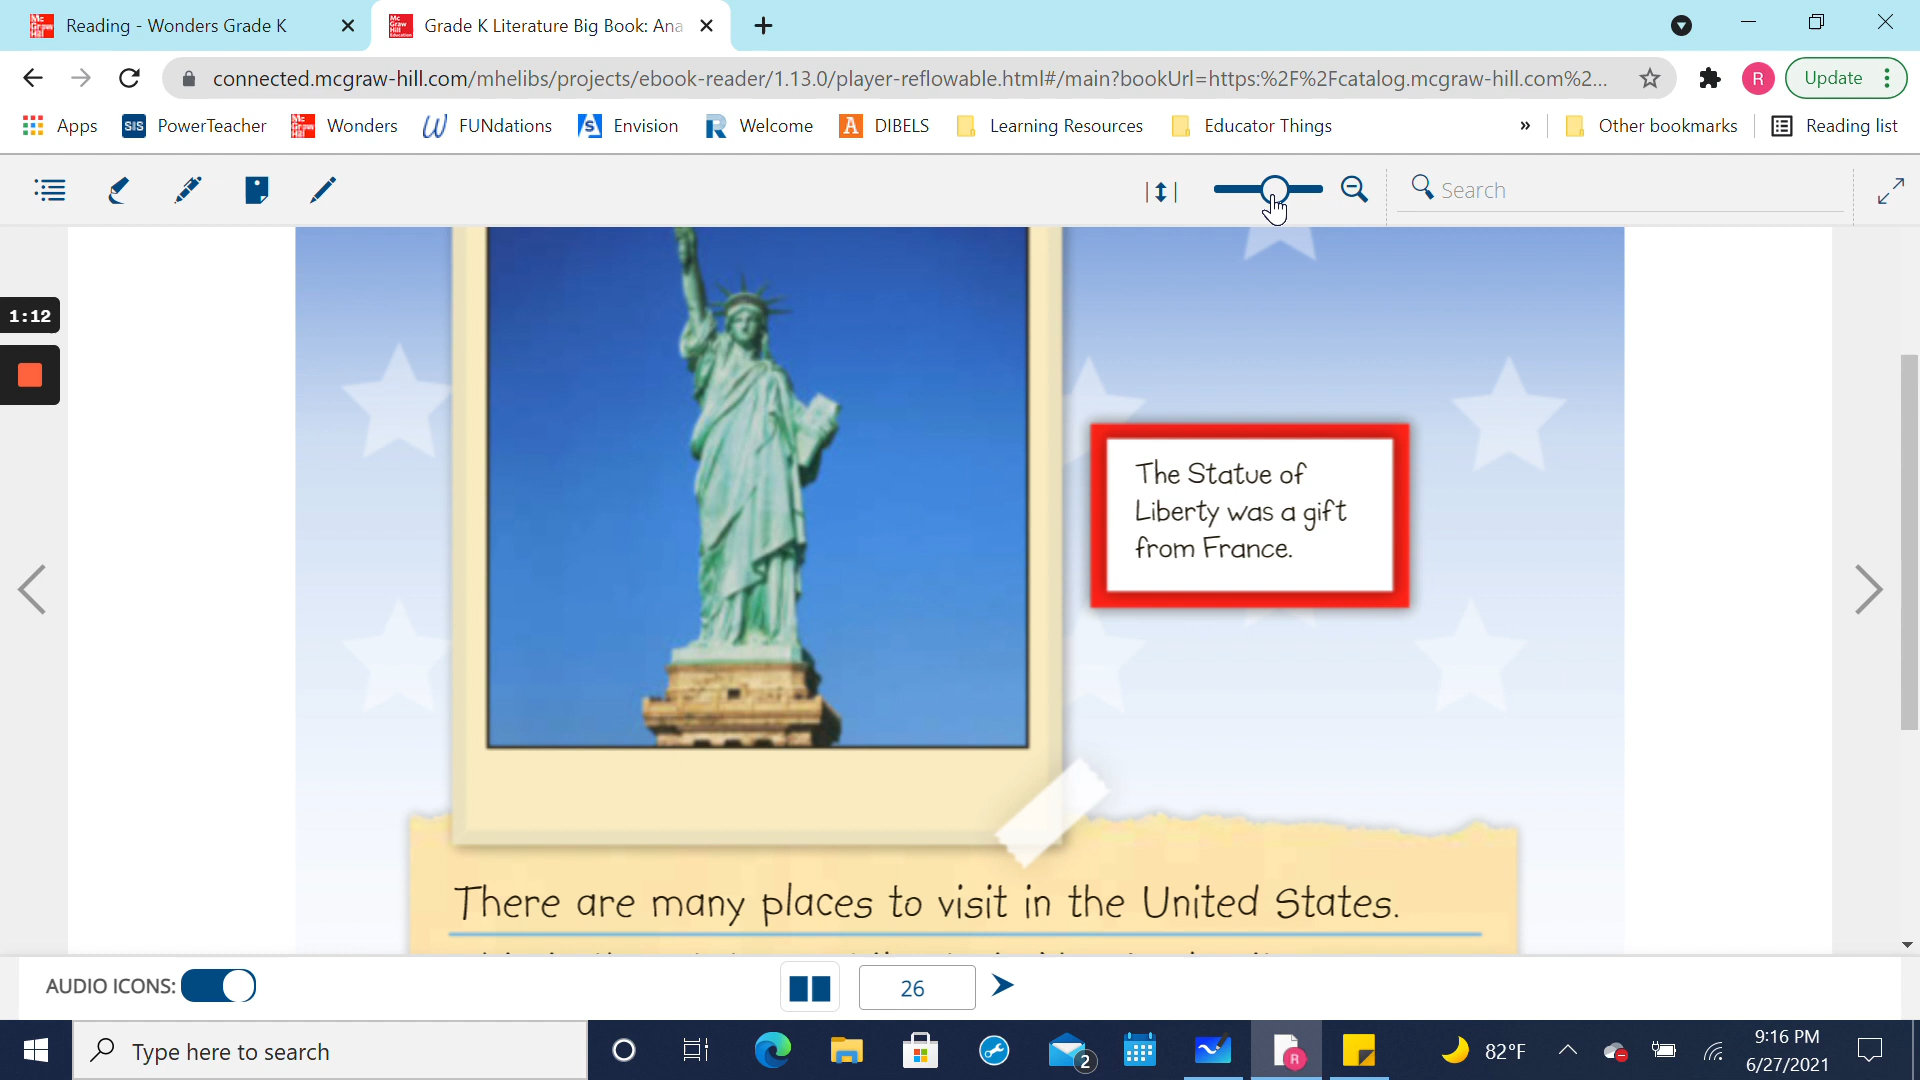 Reading - Wonders Grade K
Grade K Literature Big Book: Ana
connected.mcgraw-hill.com/mhelibs/projects/ebook-reader/1.13.0/player-reflowable.html#/main?bookUrl=https:%2F%2Fcatalog.mcgraw-hill.com%2...
R
Update
Apps
SIS
PowerTeacher
Wonders
FUNdations
Envision
Welcome
DIBELS
Learning Resources
Educator Things
»
Other bookmarks
Reading list
Search
1:12
The Statue of
Liberty was a gift
from France.
There are many places to visit in the United States.
AUDIO ICONS:
26
Type here to search
2
R
82°F
9:16 PM
6/27/2021